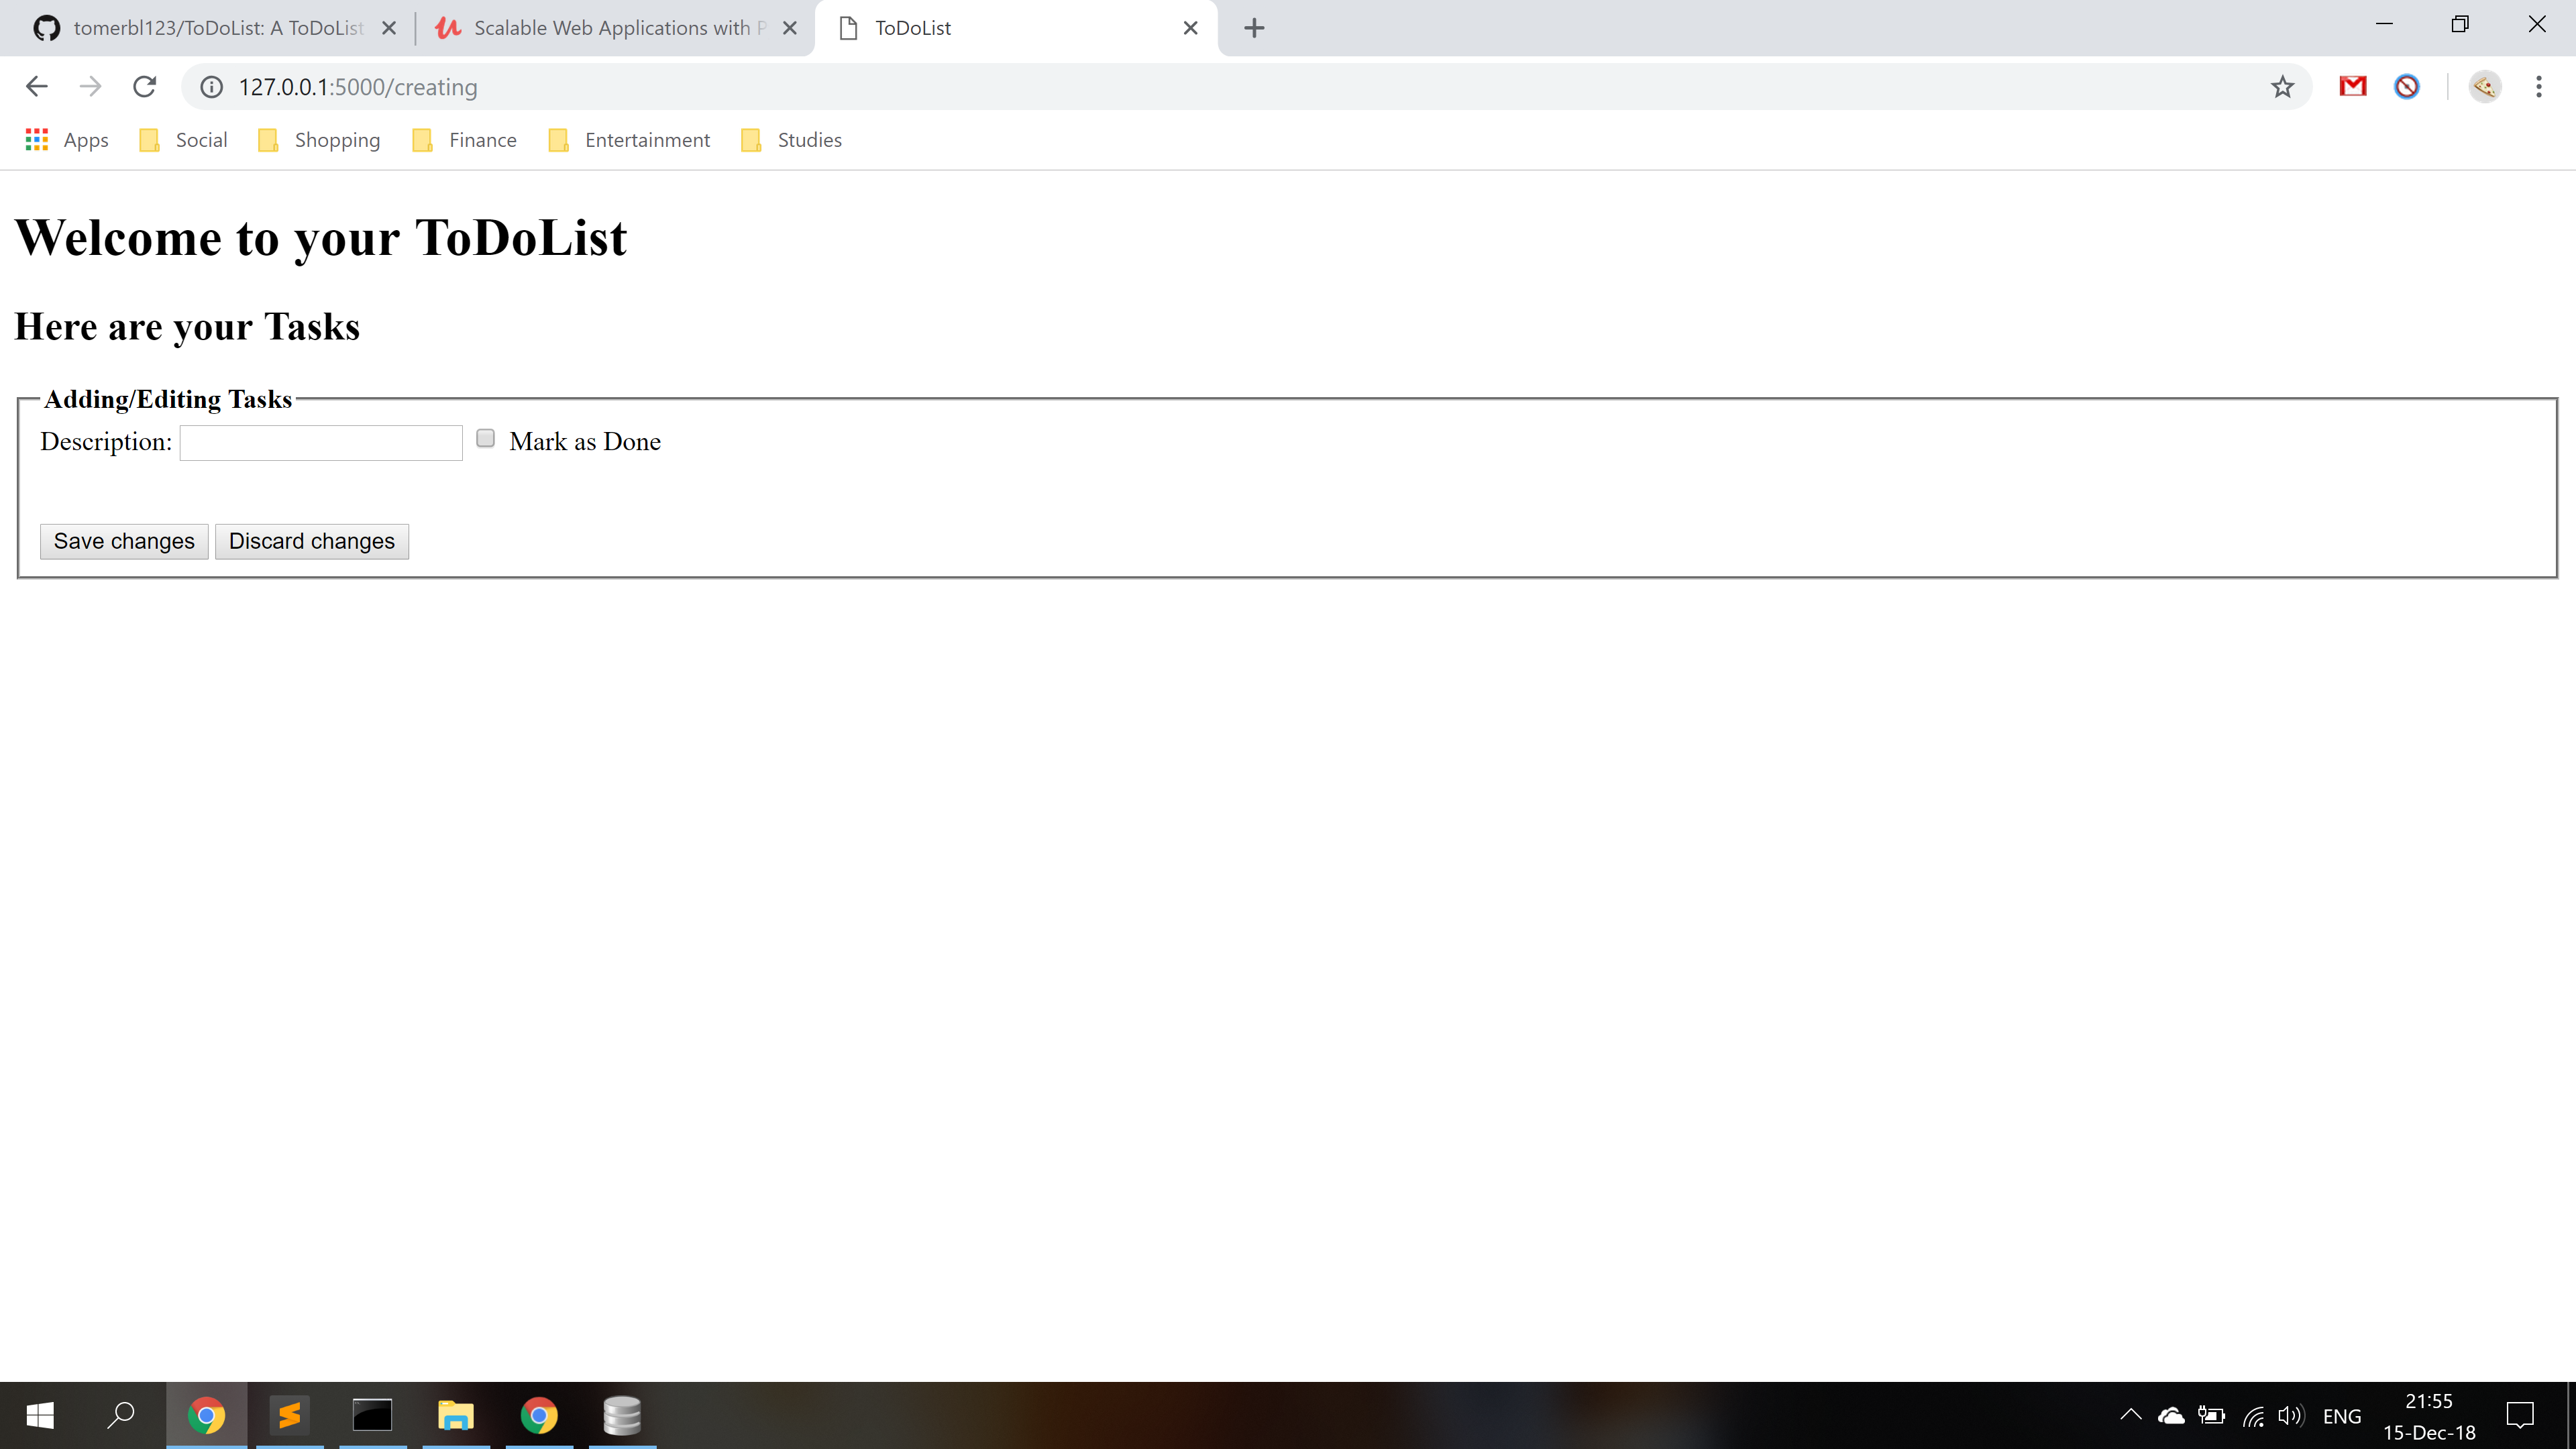 tomerbl123/ToDoList: A ToDoList
Scalable Web Applications with P
ToDoList
127.0.0.1:5000/creating
Apps Social Shopping Finance Entertainment Studies
Welcome to your ToDoList
Here are your Tasks
Adding/Editing Tasks
Description: Mark as Done
Save changes Discard changes
ENG
21:55
15-Dec-18